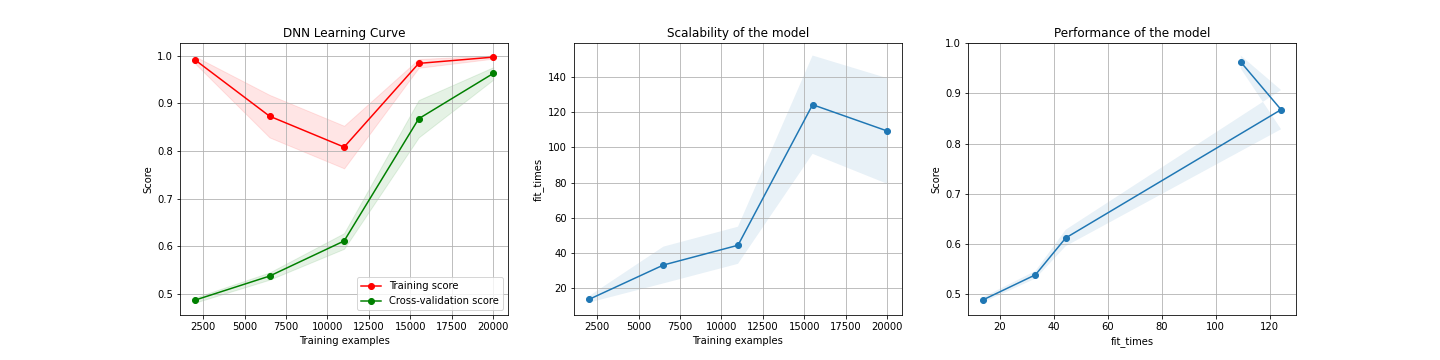 DNN Learning Curve
1.0
0.9
0.8
0.7
0.6
0.5
Score
2500 5000 7500 10000 12500 15000 17500 20000
Training examples
Training score
Cross-validation score
Scalability of the model
140
120
100
80
60
40
20
fit_times
2500 5000 7500 10000 12500 15000 17500 20000
Training examples
Performance of the model
1.0
0.9
0.8
0.7
0.6
0.5
Score
20 40 60 80 100 120
fit_times